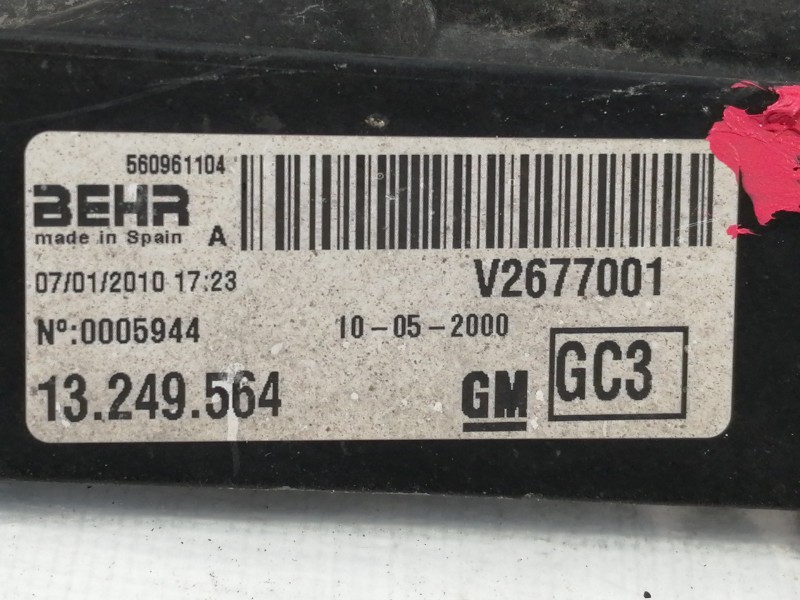 560961104
BEHR
made in Spain A
07/01/2010 17:23
V2677001
Nº:0005944
10-05-2000
13.249.564
GM
GC3